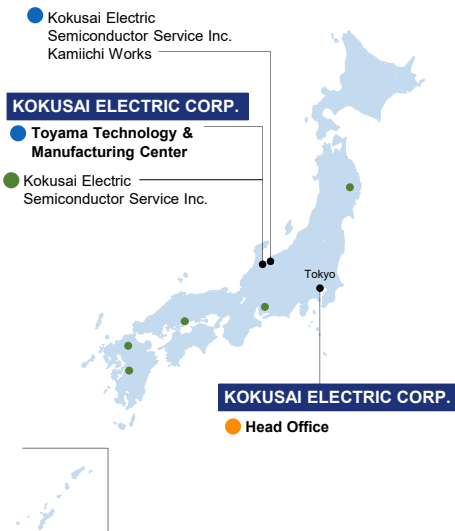 Kokusai Electric
Semiconductor Service Inc.
Kamiichi Works
KOKUSAI ELECTRIC CORP.
Toyama Technology &
Manufacturing Center
Kokusai Electric
Semiconductor Service Inc.
Tokyo
KOKUSAI ELECTRIC CORP.
Head Office